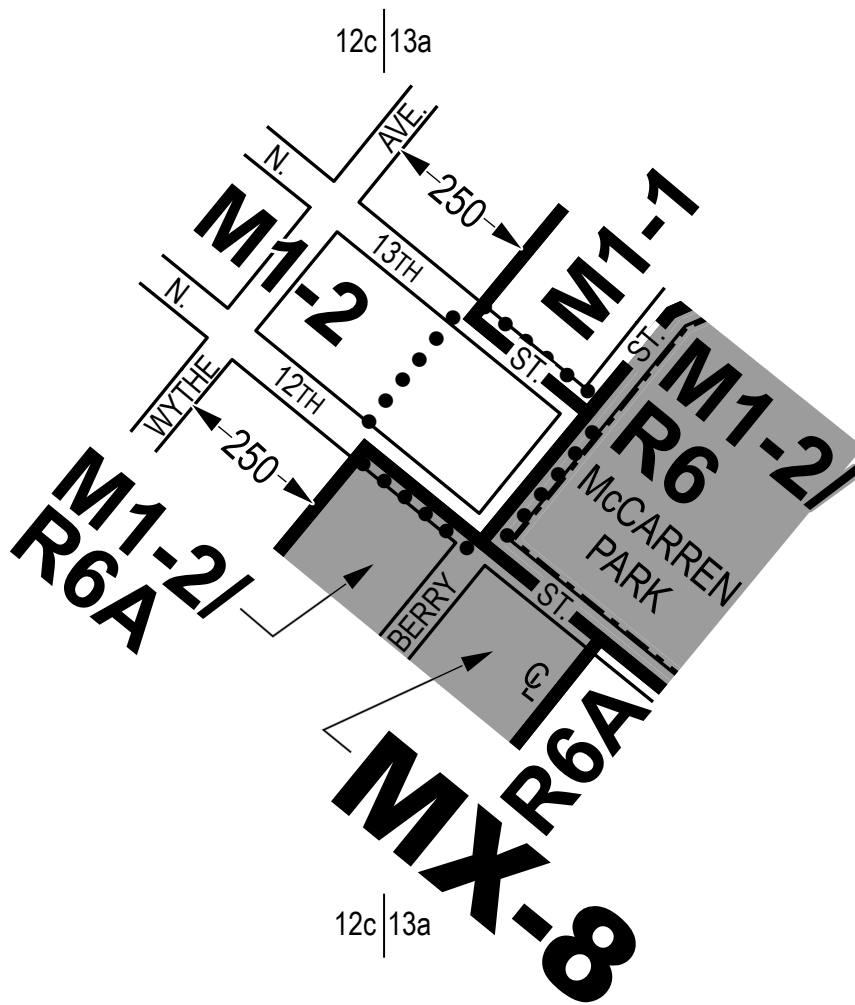 12c 13a
AVE.
N.
250
M1-1
M1-2
13TH
ST.
ST.
N.
WYTHE
12TH
250
M1-2/
R6
McCARREN
PARK
M1-2/
R6A
BERRY
ST.
CL
R6A
MX-8
12c 13a